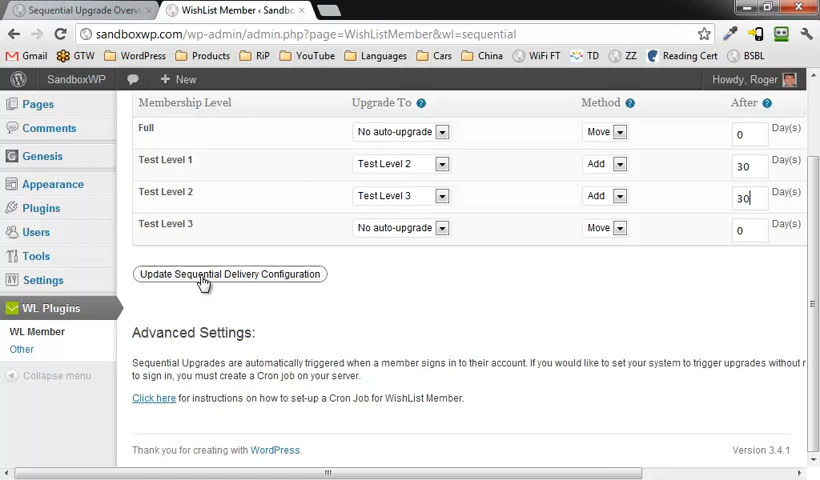 Sequential Upgrade Overv
WishList Member ‹ Sandbo
sandboxwp.com/wp-admin/admin.php?page=WishListMember&wl=sequential
Gmail GTW WordPress Products RiP YouTube Languages Cars China WiFi FT TD ZZ Reading Cert BSBL
SandboxWP + New Howdy, Roger
Pages
Comments
Genesis
Appearance
Plugins
Users
Tools
Settings
WL Plugins
WL Member
Other
Collapse menu
Membership Level Upgrade To ? Method ? After ?
Full No auto-upgrade Move 0 Day(s)
Test Level 1 Test Level 2 Add 30 Day(s)
Test Level 2 Test Level 3 Add 30 Day(s)
Test Level 3 No auto-upgrade Move 0 Day(s)
Update Sequential Delivery Configuration
Advanced Settings:
Sequential Upgrades are automatically triggered when a member signs in to their account. If you would like to set your system to trigger upgrades without r
to sign in, you must create a Cron job on your server.
Click here for instructions on how to set-up a Cron Job for WishList Member.
Thank you for creating with WordPress. Version 3.4.1